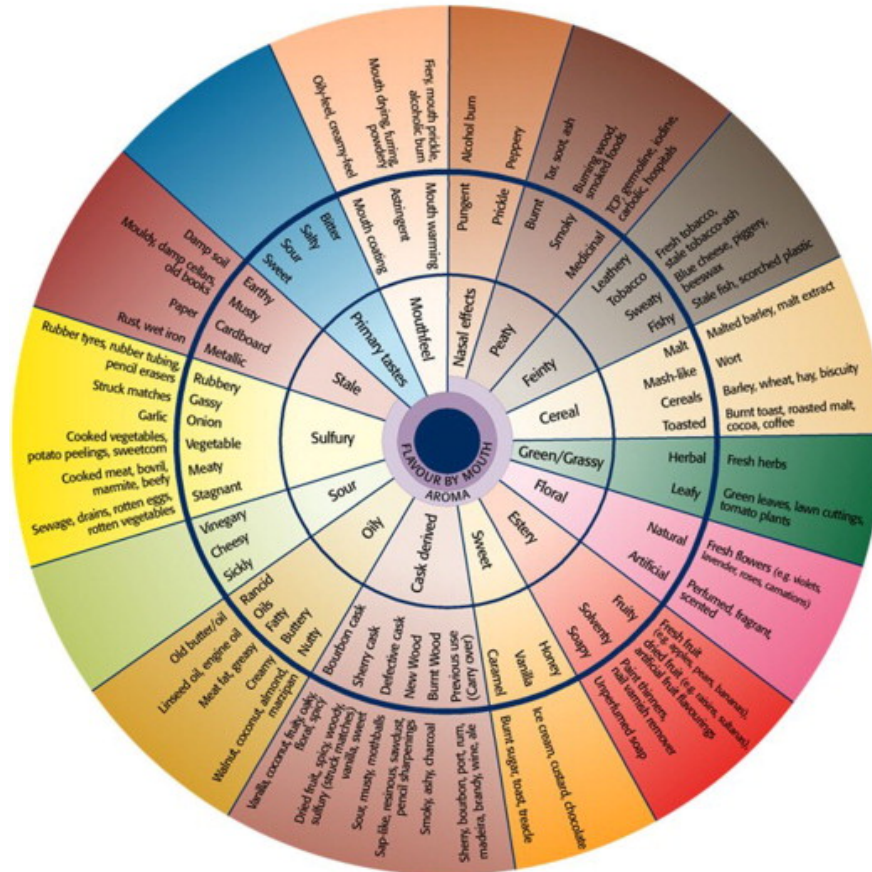 FLAVOUR BY MOUTH
AROMA
Nasal effects
Pungent
Prickle
Alcohol burn
Peppery
Peaty
Burnt
Smoky
Medicinal
Tar, soot, ash
Burning wood,
smoked foods
TCP, germoline, iodine,
carbolic, hospitals
Feinty
Leathery
Tobacco
Sweaty
Fishy
Fresh tobacco,
stale tobacco-ash
Blue cheese, piggery,
beeswax
Stale fish, scorched plastic
Cereal
Malt
Mash-like
Cereals
Toasted
Malted barley, malt extract
Wort
Barley, wheat, hay, biscuity
Burnt toast, roasted malt,
cocoa, coffee
Green/Grassy
Herbal
Leafy
Fresh herbs
Green leaves, lawn cuttings,
tomato plants
Floral
Natural
Artificial
Fresh flowers (e.g. violets,
lavender, roses, carnations)
Perfumed, fragrant,
scented
Estery
Fruity
Solventy
Soapy
Fresh fruit
(e.g. apples, pears, bananas),
dried fruit (e.g. raisins, sultanas),
artificial fruit flavourings
Paint thinners,
nail varnish remover
Unperfumed soap
Sweet
Honey
Vanilla
Caramel
Ice cream, custard, chocolate
Burnt sugar, toast, treacle
Cask derived
Previous use
(Carry over)
Burnt Wood
New Wood
Defective cask
Sherry cask
Bourbon cask
Sherry, bourbon, port, rum,
madeira, brandy, wine, ale
Smoky, ashy, charcoal
Sap-like, resinous, sawdust,
pencil sharpenings
Sour, musty, mothballs
Dried fruit, spicy, woody,
sulfury (struck matches)
vanilla, sweet
Vanilla, coconut, fruity, oaky,
floral, spicy
Oily
Nutty
Buttery
Fatty
Oils
Rancid
Walnut, coconut, almond,
marzipan
Creamy
Meat fat, greasy
Linseed oil, engine oil
Old butter/oil
Sour
Sickly
Cheesy
Vinegary
Sulfury
Stagnant
Meaty
Vegetable
Onion
Gassy
Rubbery
Sewage, drains, rotten eggs,
rotten vegetables
Cooked meat, bovril,
marmite, beefy
Cooked vegetables,
potato peelings, sweetcorn
Garlic
Struck matches
Rubber tyres, rubber tubing,
pencil erasers
Stale
Metallic
Cardboard
Musty
Earthy
Rust, wet iron
Paper
Mouldy, damp cellars,
old books
Damp soil
Primary tastes
Sweet
Sour
Salty
Bitter
Mouthfeel
Mouth coating
Astringent
Mouth warming
Oily-feel, creamy-feel
Mouth drying, furring,
powdery
Fiery, mouth prickle,
alcoholic burn